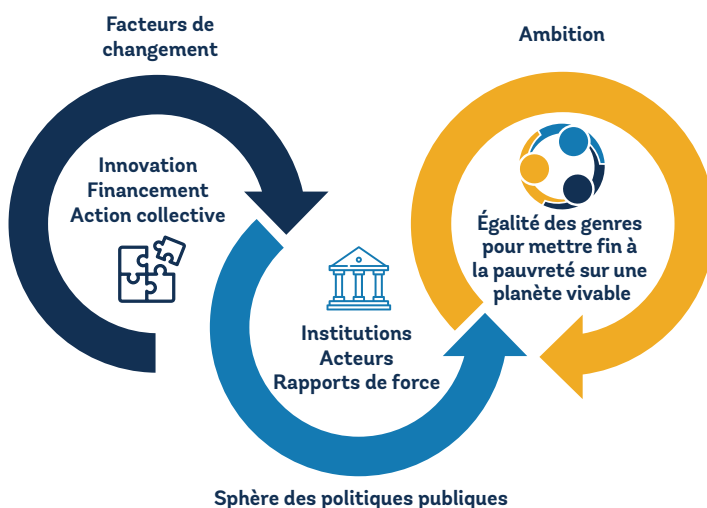 Facteurs de
changement
Innovation
Financement
Action collective
Institutions
Acteurs
Rapports de force
Sphère des politiques publiques
Ambition
Égalité des genres
pour mettre fin à
la pauvreté sur une
planète vivable